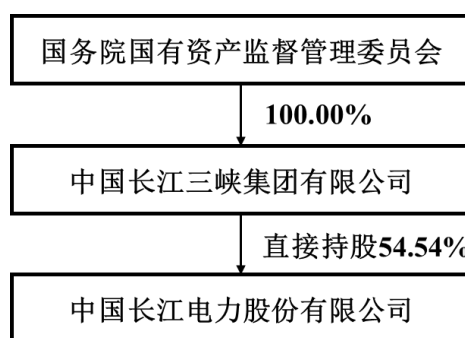 国务院国有资产监督管理委员会
100.00%
中国长江三峡集团有限公司
直接持股54.54%
中国长江电力股份有限公司